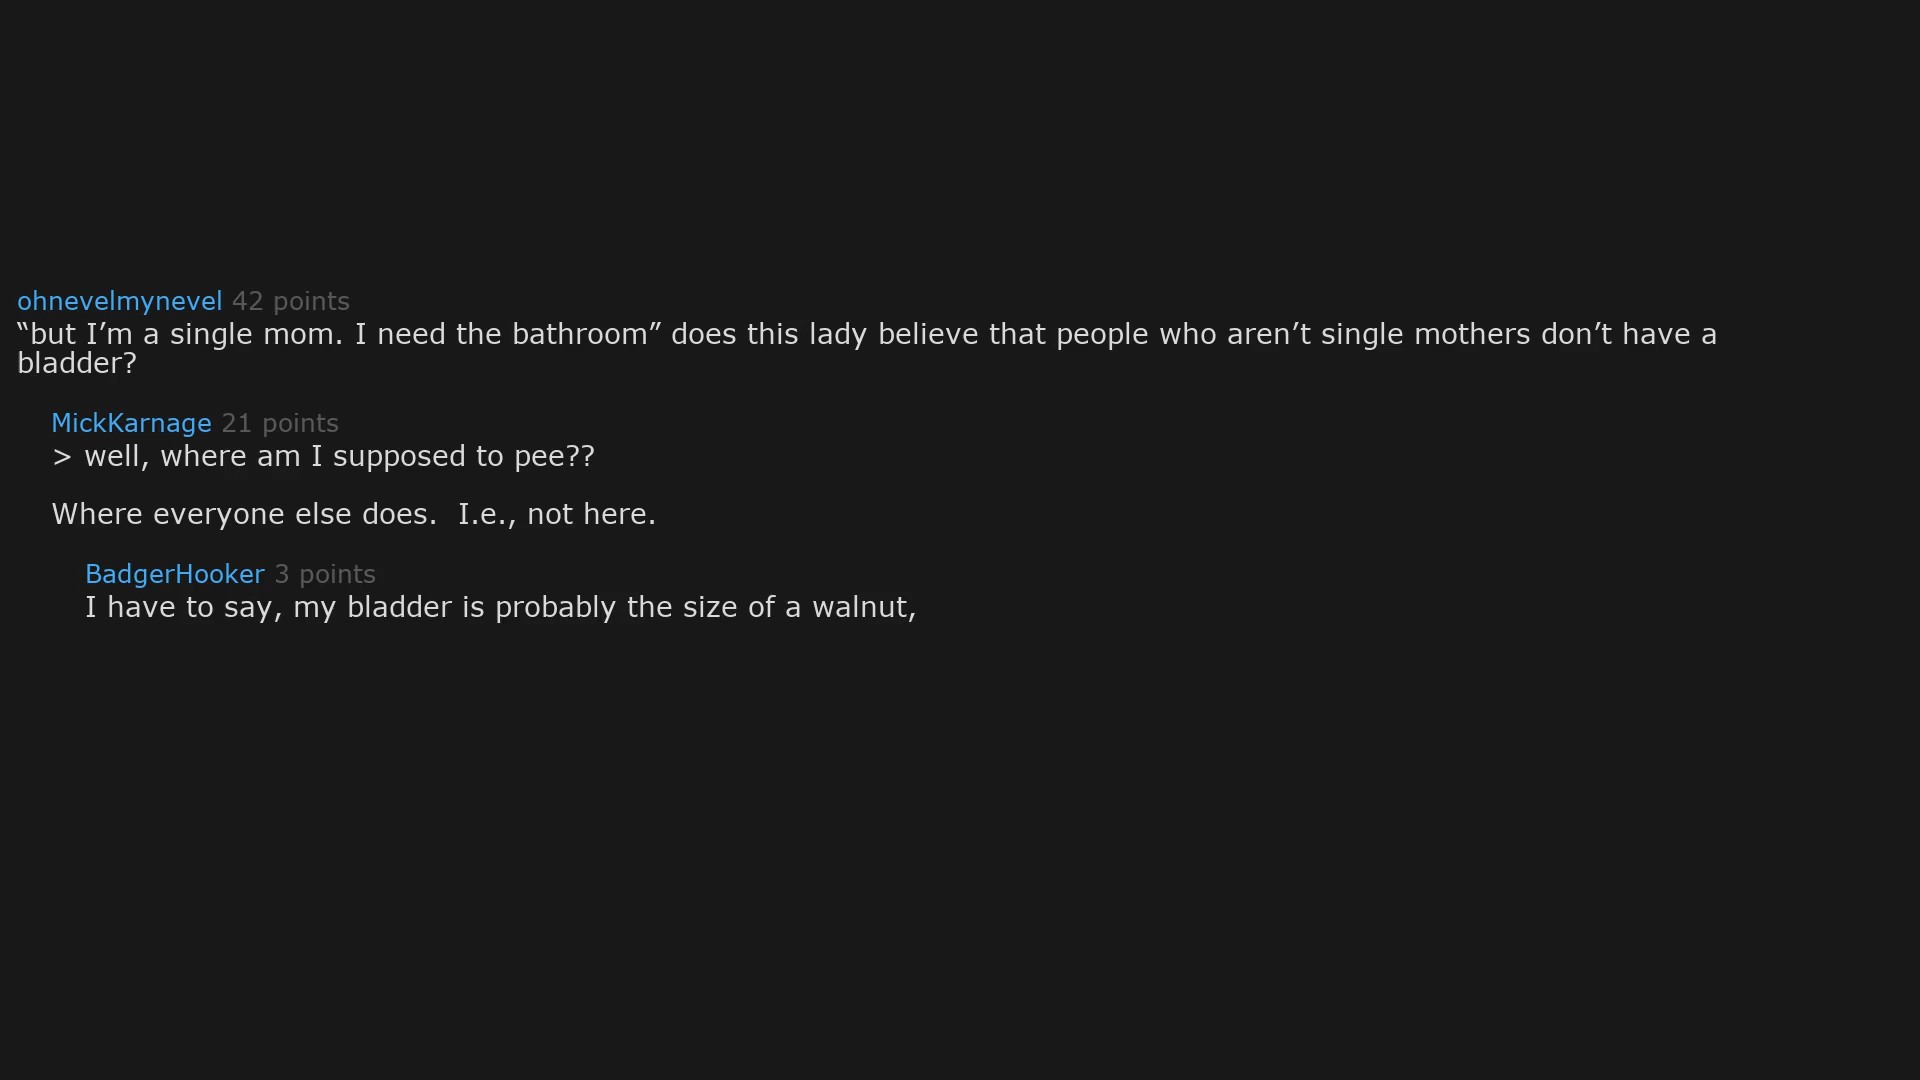 ohnevelmynevel 42 points
“but I’m a single mom. I need the bathroom” does this lady believe that people who aren’t single mothers don’t have a
bladder?
MickKarnage 21 points
> well, where am I supposed to pee??
Where everyone else does.  I.e., not here.
BadgerHooker 3 points
I have to say, my bladder is probably the size of a walnut,